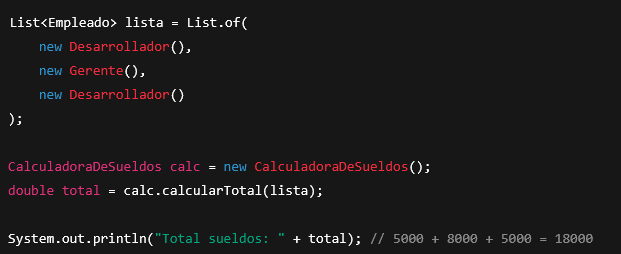 List<Empleado> lista = List.of(
    new Desarrollador(),
    new Gerente(),
    new Desarrollador()
);
CalculadoraDeSueldos calc = new CalculadoraDeSueldos();
double total = calc.calcularTotal(lista);
System.out.println("Total sueldos: " + total); // 5000 + 8000 + 5000 = 18000